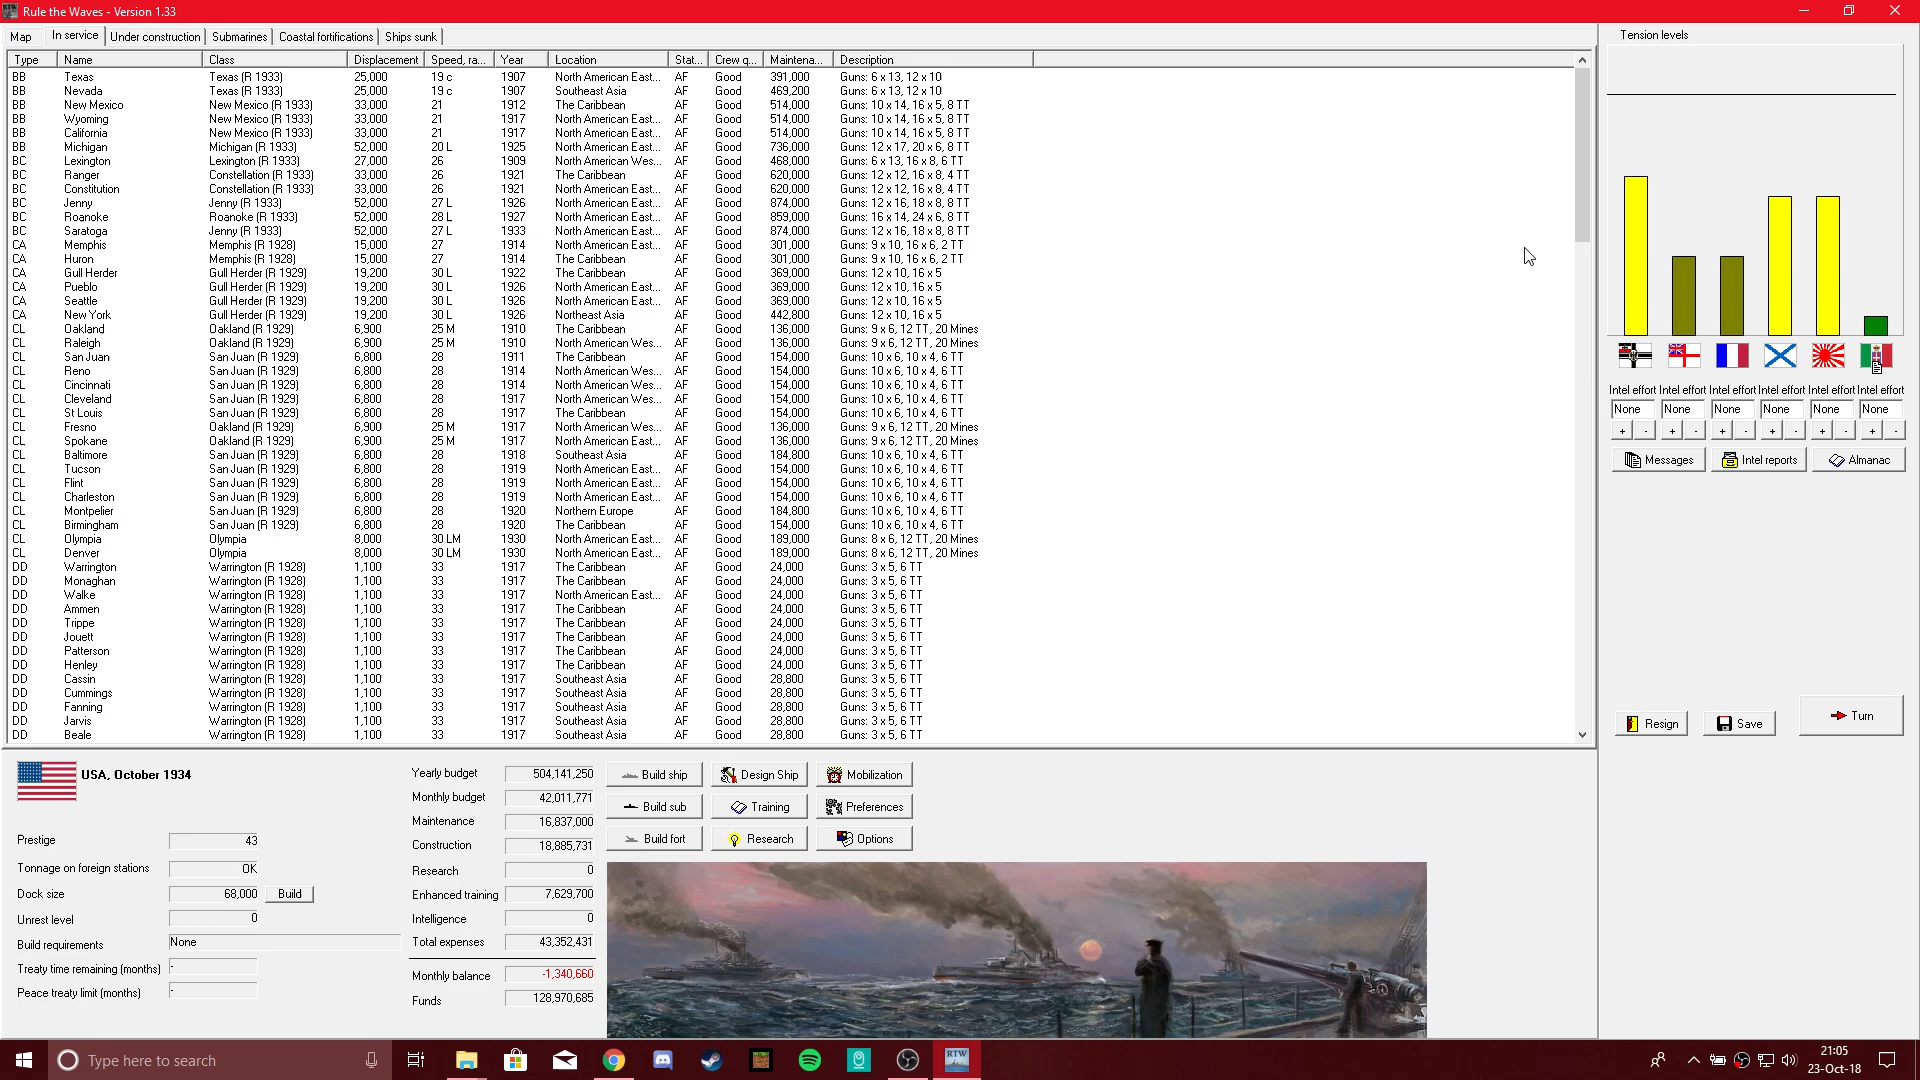 Rule the Waves - Version 1.33
Map In service Under construction Submarines Coastal fortifications Ships sunk
Type Name Class Displacement Speed, ra... Year Location Stat... Crew q... Maintena... Description
BB Texas Texas (R 1933) 25,000 19 c 1907 North American East... AF Good 391,000 Guns: 6 x 13, 12 x 10
BB Nevada Texas (R 1933) 25,000 19 c 1907 Southeast Asia AF Good 469,200 Guns: 6 x 13, 12 x 10
BB New Mexico New Mexico (R 1933) 33,000 21 1912 The Caribbean AF Good 514,000 Guns: 10 x 14, 16 x 5, 8 TT
BB Wyoming New Mexico (R 1933) 33,000 21 1917 North American East... AF Good 514,000 Guns: 10 x 14, 16 x 5, 8 TT
BB California New Mexico (R 1933) 33,000 21 1917 North American East... AF Good 514,000 Guns: 10 x 14, 16 x 5, 8 TT
BB Michigan Michigan (R 1933) 52,000 20 L 1925 North American East... AF Good 736,000 Guns: 12 x 17, 20 x 6, 8 TT
BC Lexington Lexington (R 1933) 27,000 26 1909 North American Wes... AF Good 468,000 Guns: 6 x 13, 16 x 8, 6 TT
BC Ranger Constellation (R 1933) 33,000 26 1921 The Caribbean AF Good 620,000 Guns: 12 x 12, 16 x 8, 4 TT
BC Constitution Constellation (R 1933) 33,000 26 1921 North American East... AF Good 620,000 Guns: 12 x 12, 16 x 8, 4 TT
BC Jenny Jenny (R 1933) 52,000 27 L 1926 North American East... AF Good 874,000 Guns: 12 x 16, 18 x 8, 8 TT
BC Roanoke Roanoke (R 1933) 52,000 28 L 1927 North American East... AF Good 859,000 Guns: 16 x 14, 24 x 6, 8 TT
BC Saratoga Jenny (R 1933) 52,000 27 L 1933 North American East... AF Good 874,000 Guns: 12 x 16, 18 x 8, 8 TT
CA Memphis Memphis (R 1928) 15,000 27 1914 North American East... AF Good 301,000 Guns: 9 x 10, 16 x 6, 2 TT
CA Huron Memphis (R 1928) 15,000 27 1914 The Caribbean AF Good 301,000 Guns: 9 x 10, 16 x 6, 2 TT
CA Gull Herder Gull Herder (R 1929) 19,200 30 L 1922 The Caribbean AF Good 369,000 Guns: 12 x 10, 16 x 5
CA Pueblo Gull Herder (R 1929) 19,200 30 L 1926 North American East... AF Good 369,000 Guns: 12 x 10, 16 x 5
CA Seattle Gull Herder (R 1929) 19,200 30 L 1926 North American East... AF Good 369,000 Guns: 12 x 10, 16 x 5
CA New York Gull Herder (R 1929) 19,200 30 L 1926 Northeast Asia AF Good 442,800 Guns: 12 x 10, 16 x 5
CL Oakland Oakland (R 1929) 6,900 25 M 1910 The Caribbean AF Good 136,000 Guns: 9 x 6, 12 TT, 20 Mines
CL Raleigh Oakland (R 1929) 6,900 25 M 1910 North American Wes... AF Good 136,000 Guns: 9 x 6, 12 TT, 20 Mines
CL San Juan San Juan (R 1929) 6,800 28 1911 The Caribbean AF Good 154,000 Guns: 10 x 6, 10 x 4, 6 TT
CL Reno San Juan (R 1929) 6,800 28 1914 North American Wes... AF Good 154,000 Guns: 10 x 6, 10 x 4, 6 TT
CL Cincinnati San Juan (R 1929) 6,800 28 1914 North American Wes... AF Good 154,000 Guns: 10 x 6, 10 x 4, 6 TT
CL Cleveland San Juan (R 1929) 6,800 28 1917 North American Wes... AF Good 154,000 Guns: 10 x 6, 10 x 4, 6 TT
CL St Louis San Juan (R 1929) 6,800 28 1917 The Caribbean AF Good 154,000 Guns: 10 x 6, 10 x 4, 6 TT
CL Fresno Oakland (R 1929) 6,900 25 M 1917 North American Wes... AF Good 136,000 Guns: 9 x 6, 12 TT, 20 Mines
CL Spokane Oakland (R 1929) 6,900 25 M 1917 North American East... AF Good 136,000 Guns: 9 x 6, 12 TT, 20 Mines
CL Baltimore San Juan (R 1929) 6,800 28 1918 Southeast Asia AF Good 184,800 Guns: 10 x 6, 10 x 4, 6 TT
CL Tucson San Juan (R 1929) 6,800 28 1919 North American East... AF Good 154,000 Guns: 10 x 6, 10 x 4, 6 TT
CL Flint San Juan (R 1929) 6,800 28 1919 North American East... AF Good 154,000 Guns: 10 x 6, 10 x 4, 6 TT
CL Charleston San Juan (R 1929) 6,800 28 1919 North American East... AF Good 154,000 Guns: 10 x 6, 10 x 4, 6 TT
CL Montpelier San Juan (R 1929) 6,800 28 1920 Northern Europe AF Good 184,800 Guns: 10 x 6, 10 x 4, 6 TT
CL Birmingham San Juan (R 1929) 6,800 28 1920 The Caribbean AF Good 154,000 Guns: 10 x 6, 10 x 4, 6 TT
CL Olympia Olympia 8,000 30 LM 1930 North American East... AF Good 189,000 Guns: 8 x 6, 12 TT, 20 Mines
CL Denver Olympia 8,000 30 LM 1930 North American East... AF Good 189,000 Guns: 8 x 6, 12 TT, 20 Mines
DD Warrington Warrington (R 1928) 1,100 33 1917 The Caribbean AF Good 24,000 Guns: 3 x 5, 6 TT
DD Monaghan Warrington (R 1928) 1,100 33 1917 The Caribbean AF Good 24,000 Guns: 3 x 5, 6 TT
DD Walke Warrington (R 1928) 1,100 33 1917 North American East... AF Good 24,000 Guns: 3 x 5, 6 TT
DD Ammen Warrington (R 1928) 1,100 33 1917 The Caribbean AF Good 24,000 Guns: 3 x 5, 6 TT
DD Trippe Warrington (R 1928) 1,100 33 1917 The Caribbean AF Good 24,000 Guns: 3 x 5, 6 TT
DD Jouett Warrington (R 1928) 1,100 33 1917 The Caribbean AF Good 24,000 Guns: 3 x 5, 6 TT
DD Patterson Warrington (R 1928) 1,100 33 1917 The Caribbean AF Good 24,000 Guns: 3 x 5, 6 TT
DD Henley Warrington (R 1928) 1,100 33 1917 The Caribbean AF Good 24,000 Guns: 3 x 5, 6 TT
DD Cassin Warrington (R 1928) 1,100 33 1917 Southeast Asia AF Good 28,800 Guns: 3 x 5, 6 TT
DD Cummings Warrington (R 1928) 1,100 33 1917 Southeast Asia AF Good 28,800 Guns: 3 x 5, 6 TT
DD Fanning Warrington (R 1928) 1,100 33 1917 Southeast Asia AF Good 28,800 Guns: 3 x 5, 6 TT
DD Jarvis Warrington (R 1928) 1,100 33 1917 Southeast Asia AF Good 28,800 Guns: 3 x 5, 6 TT
DD Beale Warrington (R 1928) 1,100 33 1917 Southeast Asia AF Good 28,800 Guns: 3 x 5, 6 TT
Tension levels
Intel effort Intel effort Intel effort Intel effort Intel effort Intel effort
None None None None None None
+ - + - + - + - + - + -
Messages Intel reports Almanac
Resign Save Turn
USA, October 1934
Prestige 43
Tonnage on foreign stations OK
Dock size 68,000 Build
Unrest level 0
Build requirements None
Treaty time remaining (months) -
Peace treaty limit (months) -
Yearly budget 504,141,250
Monthly budget 42,011,771
Maintenance 16,837,000
Construction 18,885,731
Research 0
Enhanced training 7,629,700
Intelligence 0
Total expenses 43,352,431
Monthly balance -1,340,660
Funds 128,970,685
Build ship Design Ship Mobilization
Build sub Training Preferences
Build fort Research Options
Type here to search
RTW
21:05
23-Oct-18